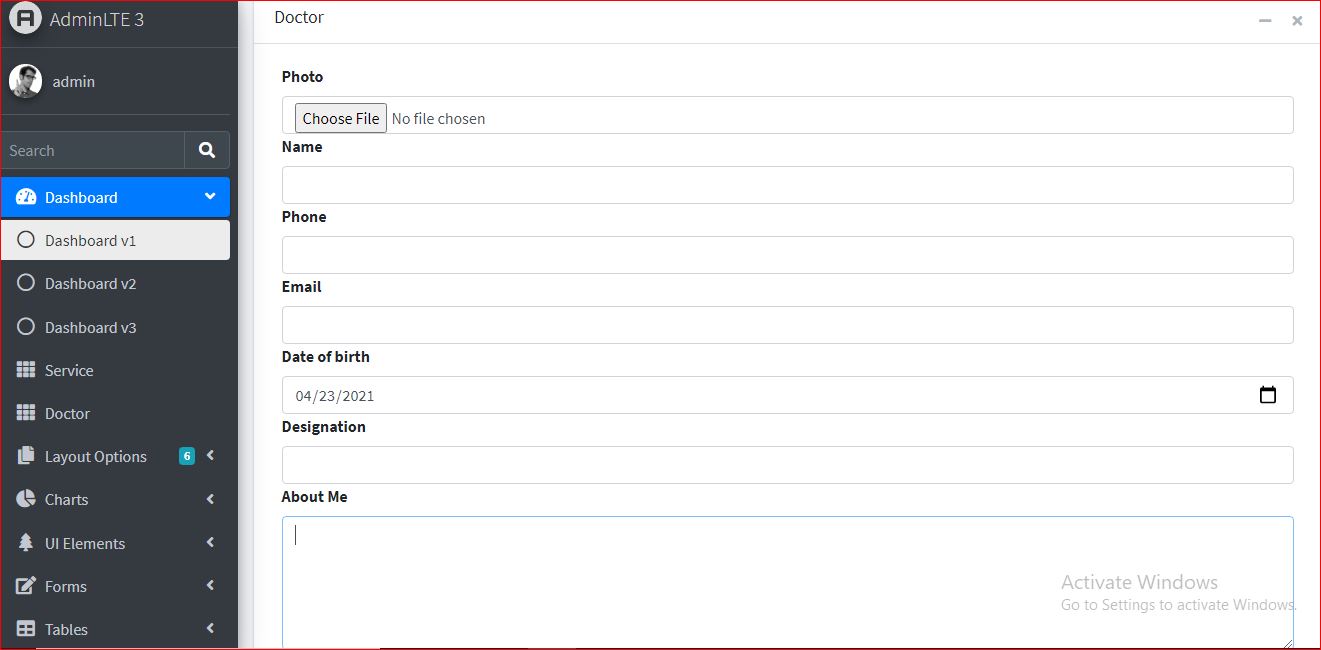 AdminLTE 3
admin
Search
Dashboard
Dashboard v1
Dashboard v2
Dashboard v3
Service
Doctor
Layout Options 6
Charts
UI Elements
Forms
Tables
Doctor
Photo
Choose File No file chosen
Name
Phone
Email
Date of birth
04/23/2021
Designation
About Me
Activate Windows
Go to Settings to activate Windows.